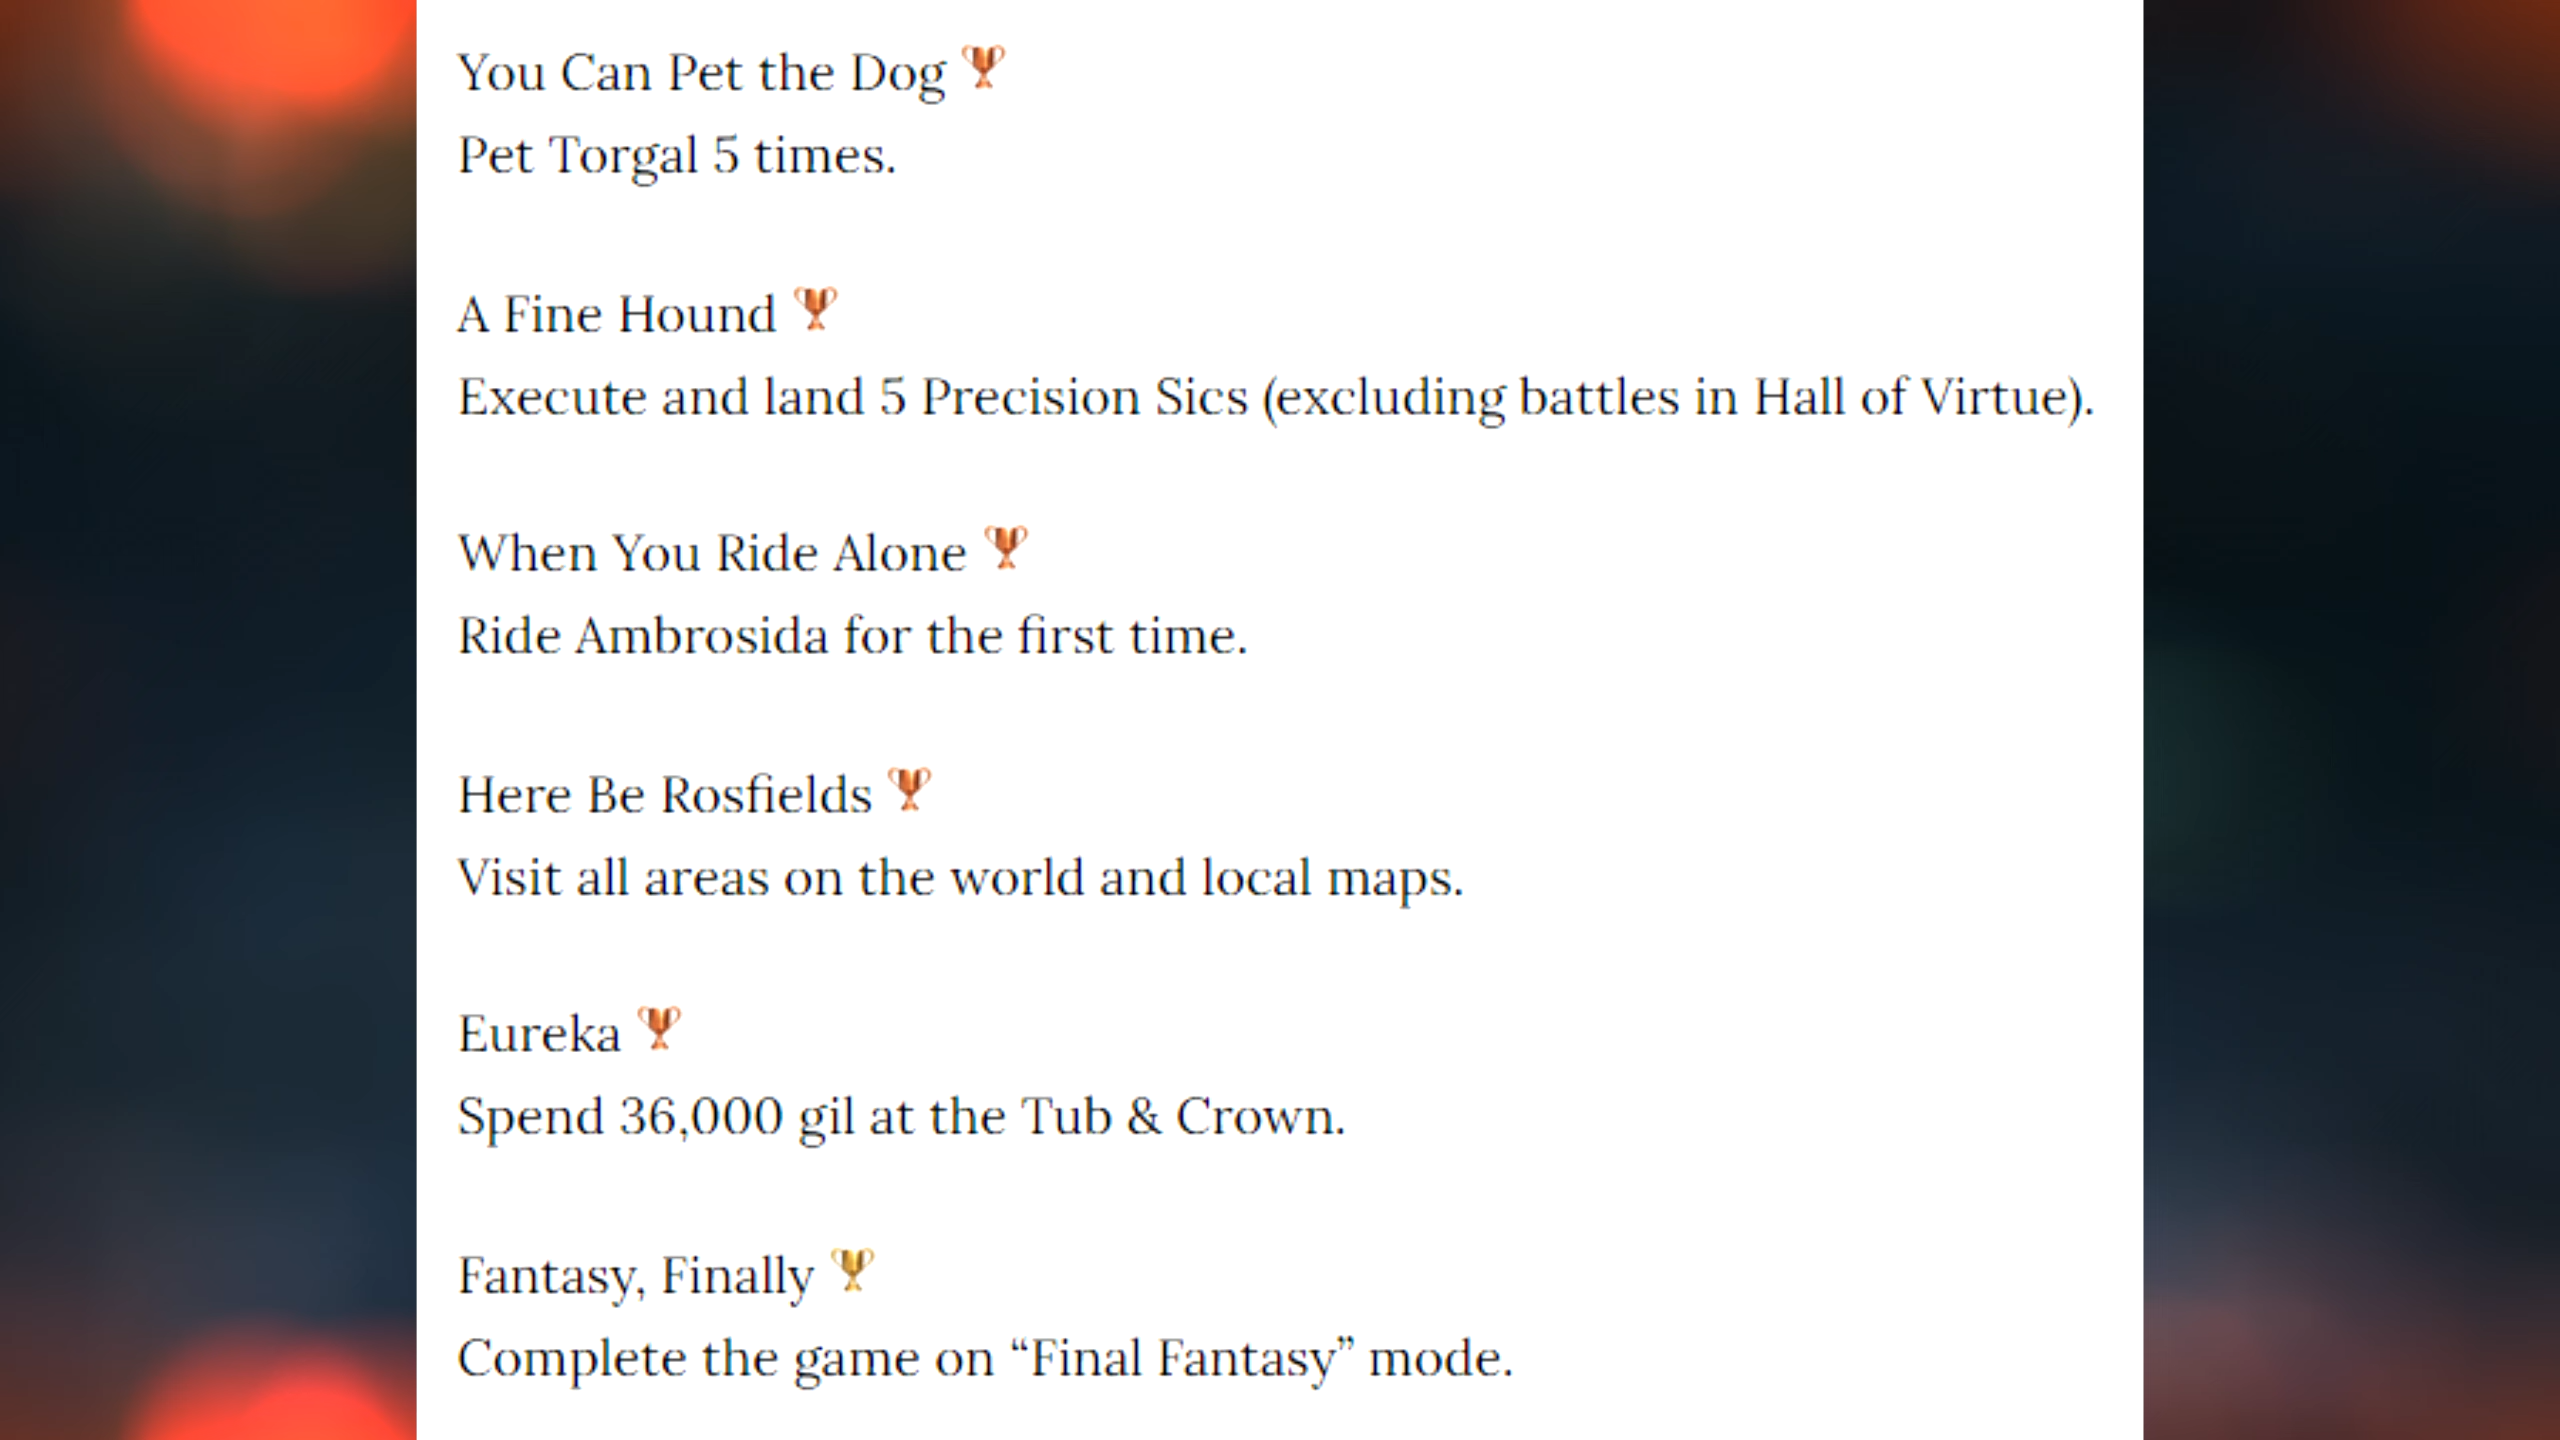 You Can Pet the Dog
Pet Torgal 5 times.
A Fine Hound
Execute and land 5 Precision Sics (excluding battles in Hall of Virtue).
When You Ride Alone
Ride Ambrosida for the first time.
Here Be Rosfields
Visit all areas on the world and local maps.
Eureka
Spend 36,000 gil at the Tub & Crown.
Fantasy, Finally
Complete the game on “Final Fantasy” mode.